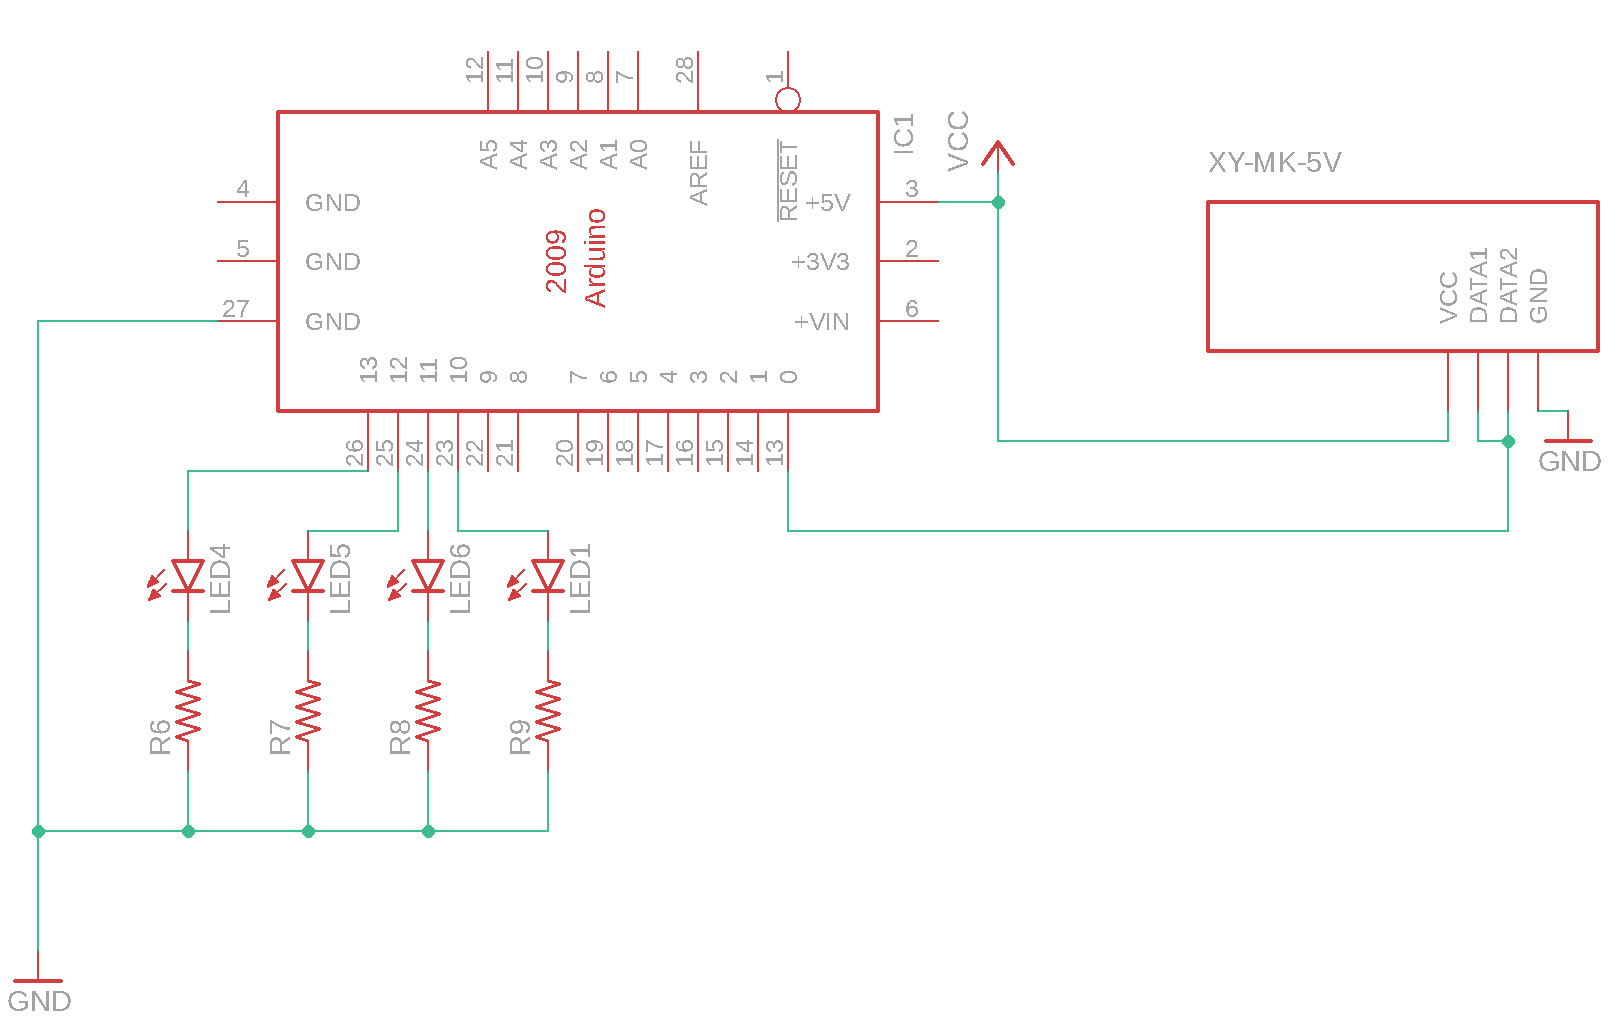 12 11 10 9 8 7 28 1
A5 A4 A3 A2 A1 A0 AREF RESET
IC1
VCC
XY-MK-5V
4 GND
+5V 3
5 GND
+3V3 2
27 GND
+VIN 6
2009
Arduino
VCC DATA1 DATA2 GND
13 12 11 10 9 8 7 6 5 4 3 2 1 0
26 25 24 23 22 21 20 19 18 17 16 15 14 13
GND
LED4 LED5 LED6 LED1
R6 R7 R8 R9
GND